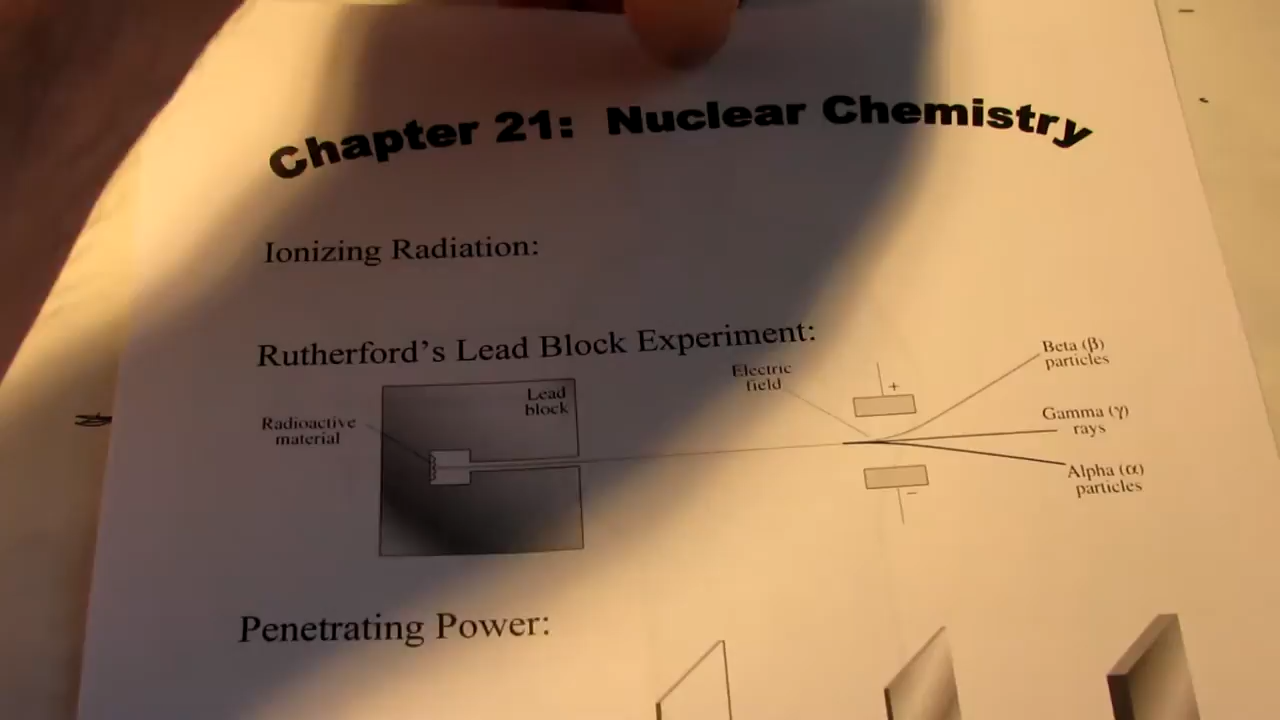 Chapter 21: Nuclear Chemistry
Ionizing Radiation:
Rutherford's Lead Block Experiment:
Radioactive
material
Lead
block
Electric
field
+
−
Beta (β)
particles
Gamma (γ)
rays
Alpha (α)
particles
Penetrating Power: